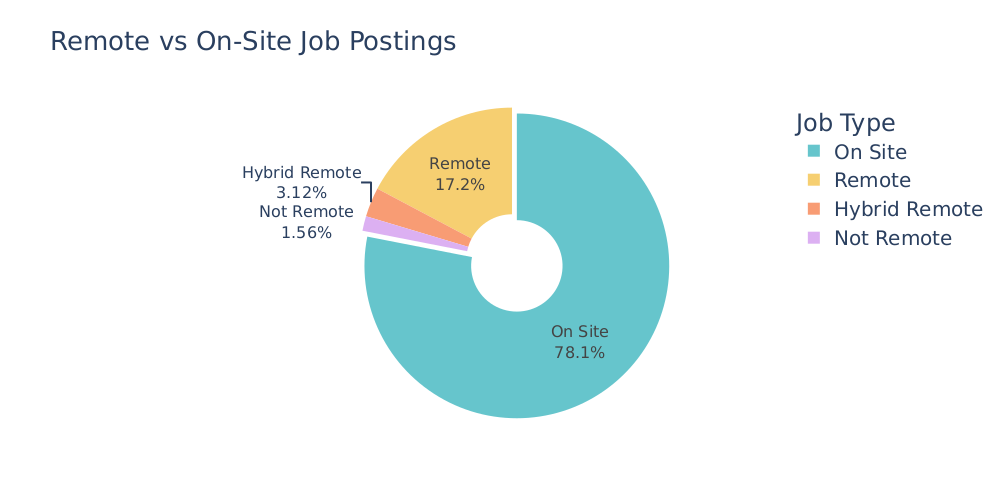 Remote vs On-Site Job Postings
Hybrid Remote
3.12%
Not Remote
1.56%
Remote
17.2%
On Site
78.1%
Job Type
On Site
Remote
Hybrid Remote
Not Remote